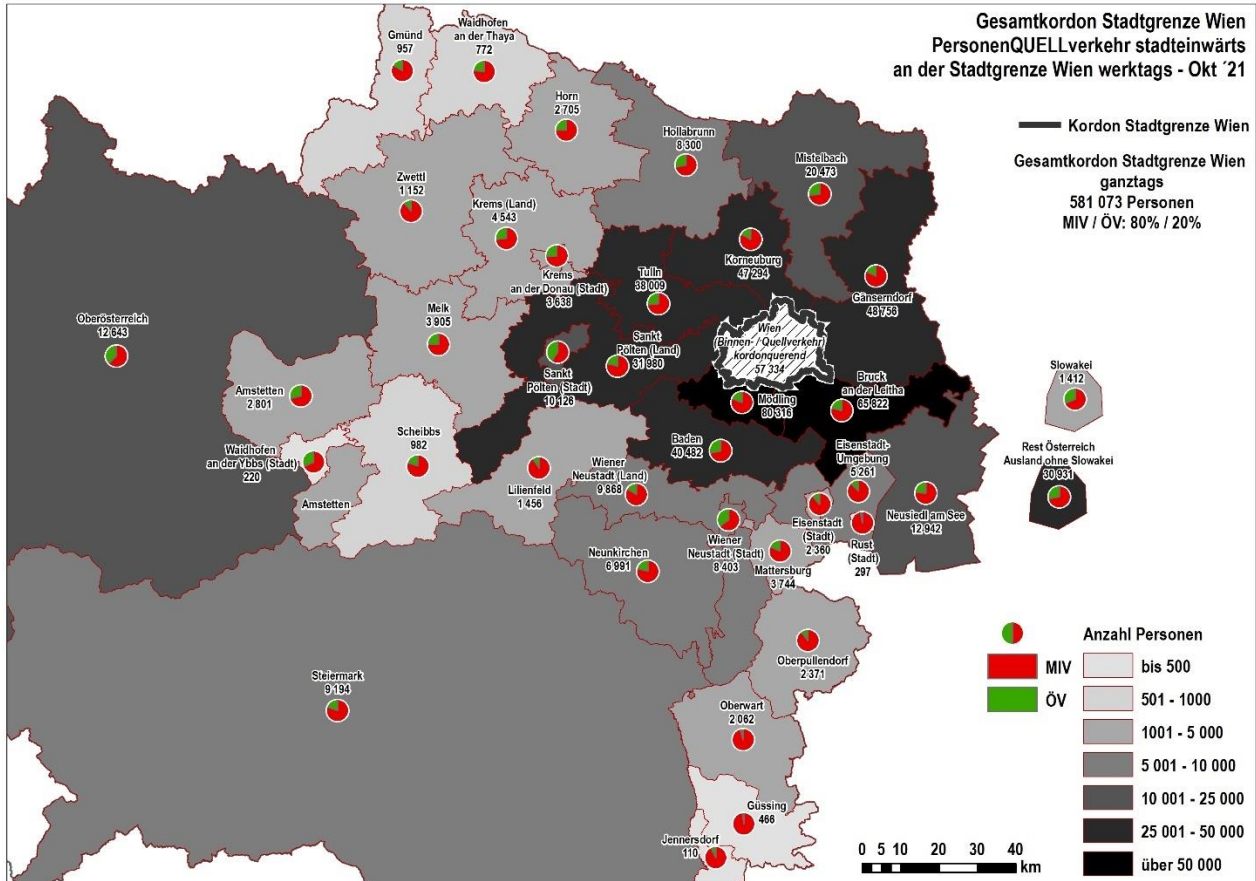 Gesamtkordon Stadtgrenze Wien
PersonenQUELLverkehr stadteinwärts
an der Stadtgrenze Wien werktags - Okt ´21
Kordon Stadtgrenze Wien
Gesamtkordon Stadtgrenze Wien
ganztags
581 073 Personen
MIV / ÖV: 80% / 20%
Gmünd
957
Waidhofen
an der Thaya
772
Horn
2 705
Hollabrunn
8 300
Mistelbach
20 473
Zwettl
1 152
Krems (Land)
4 543
Krems
an der Donau (Stadt)
3 638
Korneuburg
47 294
Tulln
38 009
Gänserndorf
48 756
Oberösterreich
12 643
Melk
3 905
Wien
(Binnen- / Quellverkehr)
kordonquerend
57 334
Sankt
Pölten (Land)
31 980
Sankt
Pölten (Stadt)
10 126
Amstetten
2 801
Mödling
80 316
Bruck
an der Leitha
65 822
Slowakei
1 412
Waidhofen
an der Ybbs (Stadt)
220
Scheibbs
982
Baden
40 482
Eisenstadt-
Umgebung
5 261
Rest Österreich
Ausland ohne Slowakei
30 931
Amstetten
Lilienfeld
1 456
Wiener
Neustadt (Land)
9 868
Neusiedl am See
12 942
Eisenstadt
(Stadt)
2 360
Rust
(Stadt)
297
Wiener
Neustadt (Stadt)
8 403
Neunkirchen
6 991
Mattersburg
3 744
Oberpullendorf
2 371
Steiermark
9 194
Oberwart
2 062
Güssing
466
Jennersdorf
110
Anzahl Personen
MIV
ÖV
bis 500
501 - 1000
1001 - 5 000
5 001 - 10 000
10 001 - 25 000
25 001 - 50 000
über 50 000
0 5 10 20 30 40
km